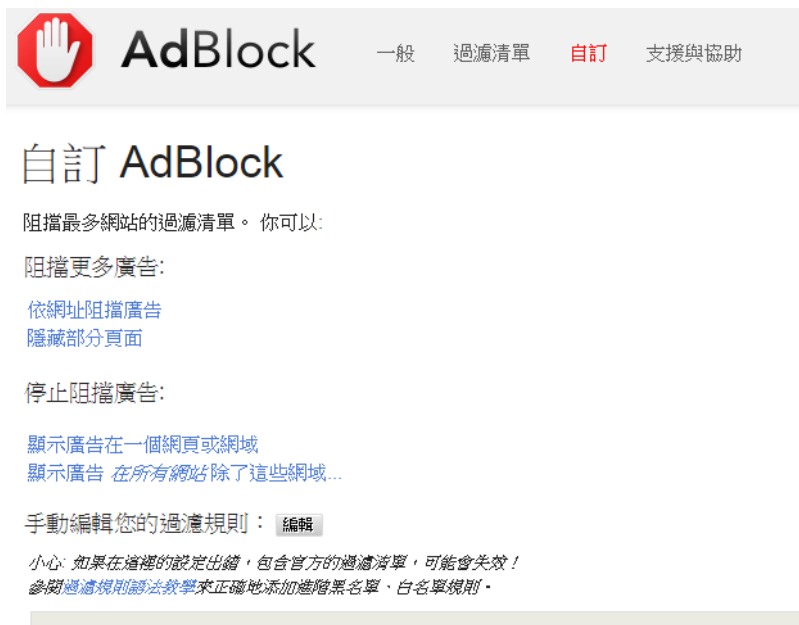 AdBlock 一般 過濾清單 自訂 支援與協助
自訂 AdBlock
阻擋最多網站的過濾清單。 你可以:
阻擋更多廣告:
依網址阻擋廣告
隱藏部分頁面
停止阻擋廣告:
顯示廣告在一個網頁或網域
顯示廣告 在所有網站 除了這些網域...
手動編輯您的過濾規則： 編輯
小心: 如果在這裡的設定出錯，包含官方的過濾清單，可能會失效！
參閱過濾規則語法教學來正確地添加進階黑名單、白名單規則。